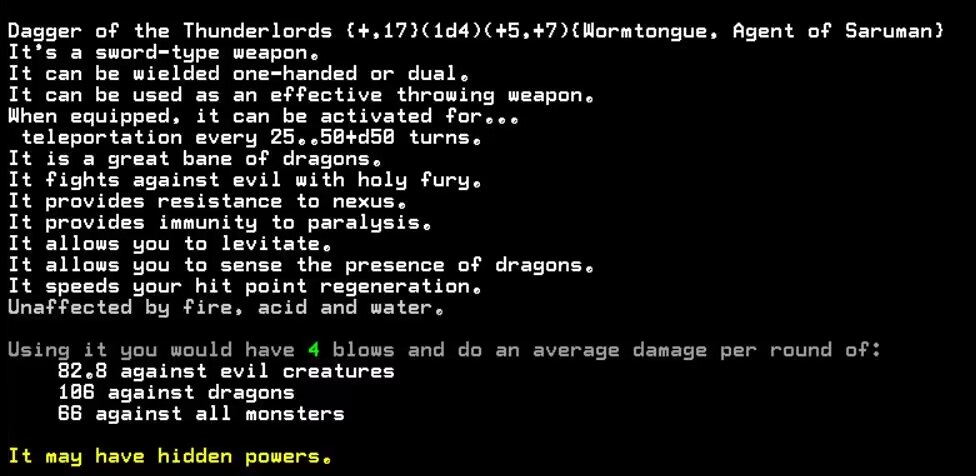 Dagger of the Thunderlords {+,17}(1d4)(+5,+7){Wormtongue, Agent of Saruman}
It's a sword-type weapon.
It can be wielded one-handed or dual.
It can be used as an effective throwing weapon.
When equipped, it can be activated for...
teleportation every 25..50+d50 turns.
It is a great bane of dragons.
It fights against evil with holy fury.
It provides resistance to nexus.
It provides immunity to paralysis.
It allows you to levitate.
It allows you to sense the presence of dragons.
It speeds your hit point regeneration.
Unaffected by fire, acid and water.
Using it you would have 4 blows and do an average damage per round of:
82.8 against evil creatures
106 against dragons
66 against all monsters
It may have hidden powers.